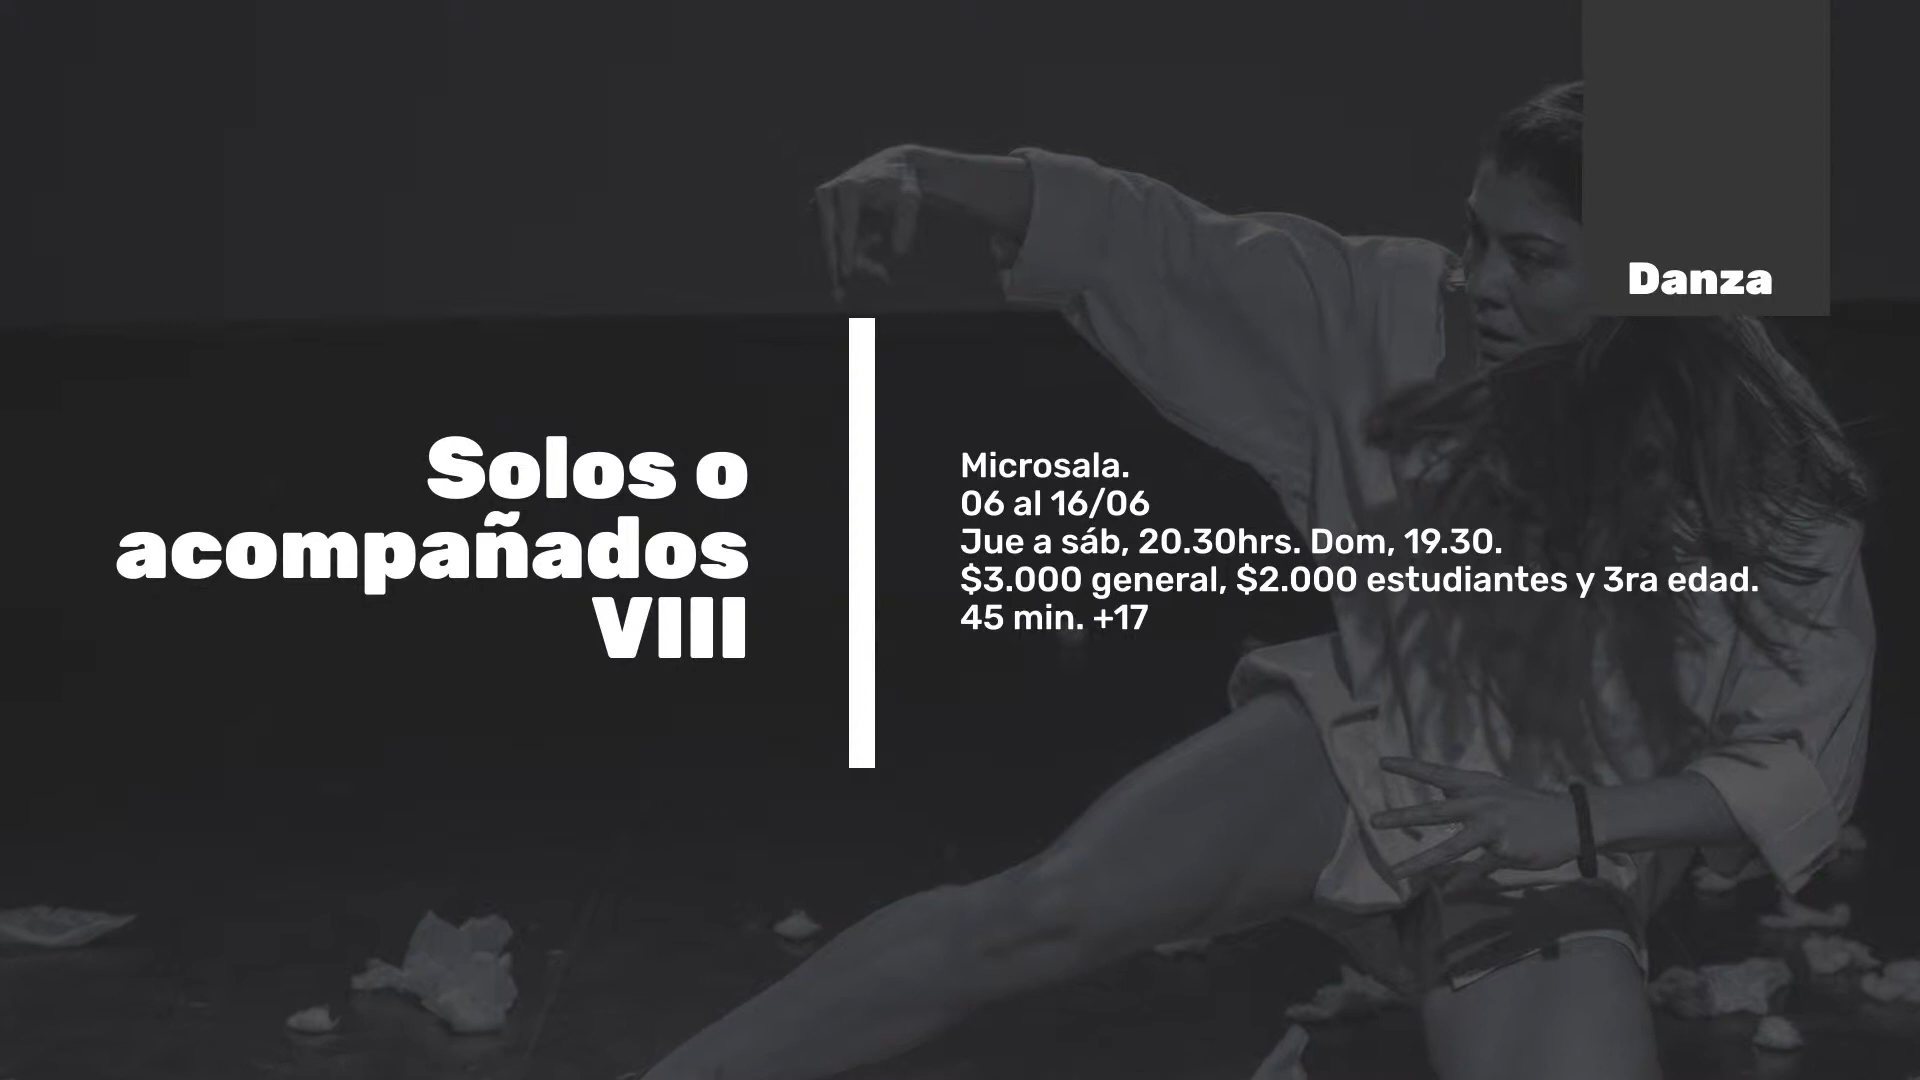 Danza
Solos o
acompañados
VIII
Microsala.
06 al 16/06
Jue a sáb, 20.30hrs. Dom, 19.30.
$3.000 general, $2.000 estudiantes y 3ra edad.
45 min. +17